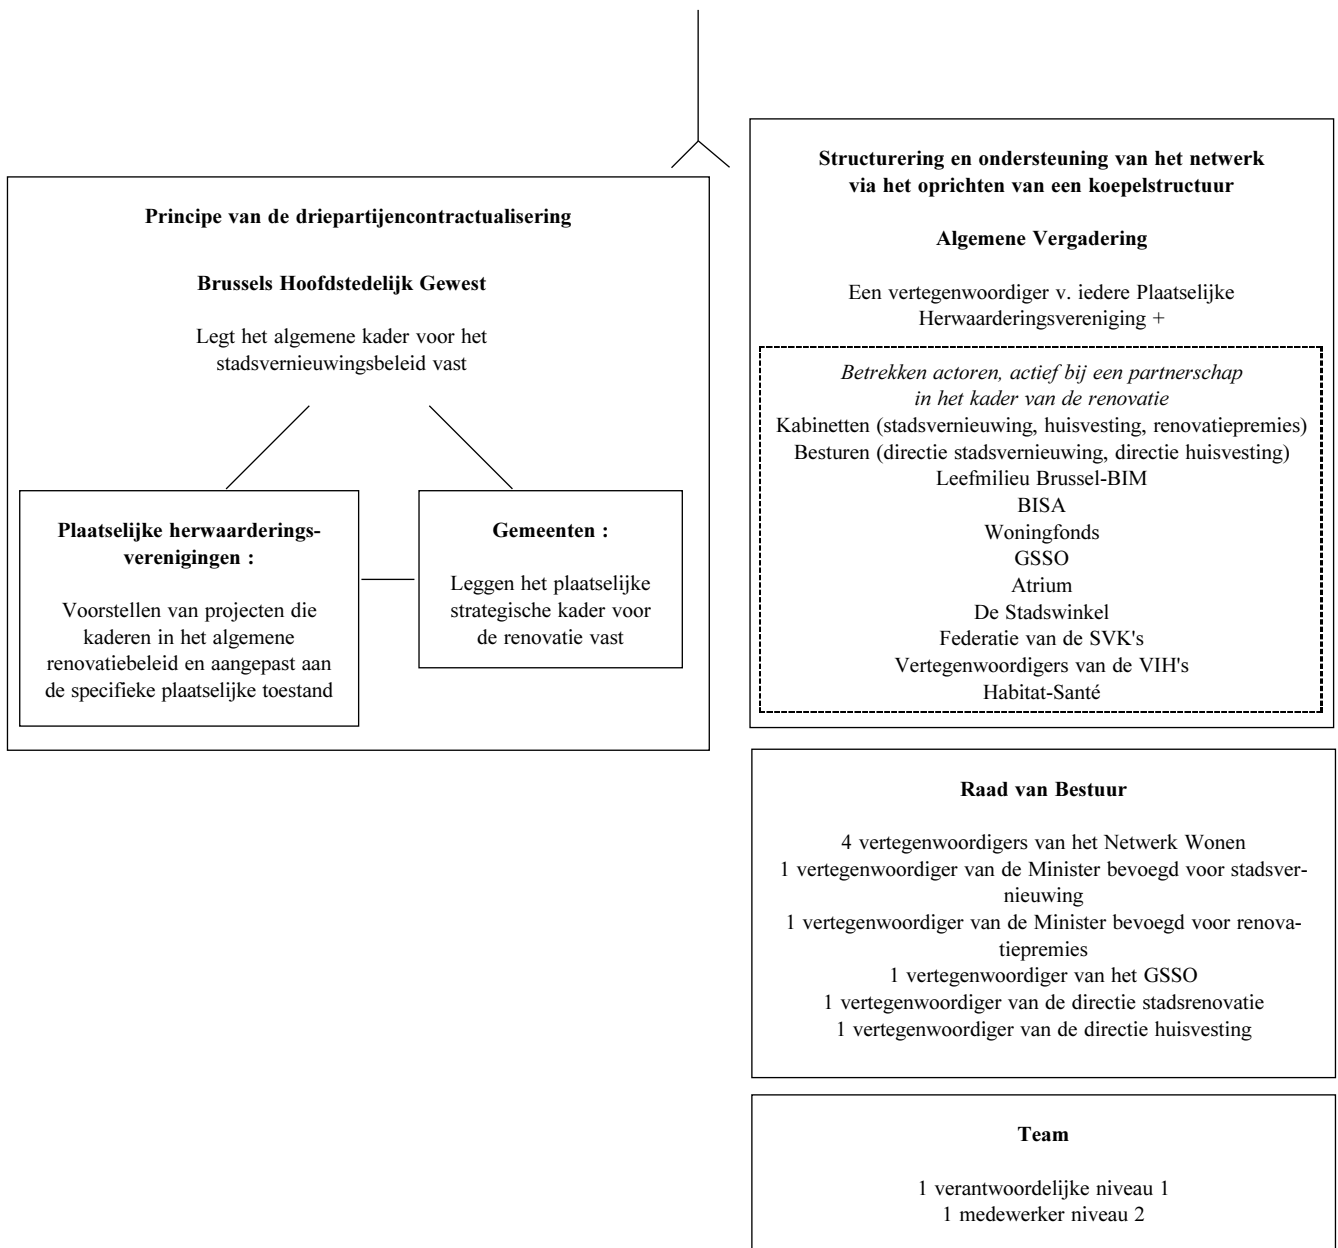 Principe van de driepartijencontractualisering
Brussels Hoofdstedelijk Gewest
Legt het algemene kader voor het
stadsvernieuwingsbeleid vast
Plaatselijke herwaarderings-
verenigingen :
Voorstellen van projecten die
kaderen in het algemene
renovatiebeleid en aangepast aan
de specifieke plaatselijke toestand
Gemeenten :
Leggen het plaatselijke
strategische kader voor
de renovatie vast
Structurering en ondersteuning van het netwerk
via het oprichten van een koepelstructuur
Algemene Vergadering
Een vertegenwoordiger v. iedere Plaatselijke
Herwaarderingsvereniging +
Betrekken actoren, actief bij een partnerschap
in het kader van de renovatie
Kabinetten (stadsvernieuwing, huisvesting, renovatiepremies)
Besturen (directie stadsvernieuwing, directie huisvesting)
Leefmilieu Brussel-BIM
BISA
Woningfonds
GSSO
Atrium
De Stadswinkel
Federatie van de SVK's
Vertegenwoordigers van de VIH's
Habitat-Santé
Raad van Bestuur
4 vertegenwoordigers van het Netwerk Wonen
1 vertegenwoordiger van de Minister bevoegd voor stadsver-
nieuwing
1 vertegenwoordiger van de Minister bevoegd voor renova-
tiepremies
1 vertegenwoordiger van het GSSO
1 vertegenwoordiger van de directie stadsrenovatie
1 vertegenwoordiger van de directie huisvesting
Team
1 verantwoordelijke niveau 1
1 medewerker niveau 2